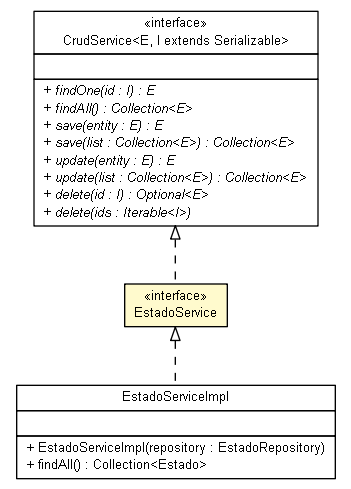 «interface»
CrudService<E, I extends Serializable>
+ findOne(id : I) : E
+ findAll() : Collection<E>
+ save(entity : E) : E
+ save(list : Collection<E>) : Collection<E>
+ update(entity : E) : E
+ update(list : Collection<E>) : Collection<E>
+ delete(id : I) : Optional<E>
+ delete(ids : Iterable<I>)
«interface»
EstadoService
EstadoServiceImpl
+ EstadoServiceImpl(repository : EstadoRepository)
+ findAll() : Collection<Estado>